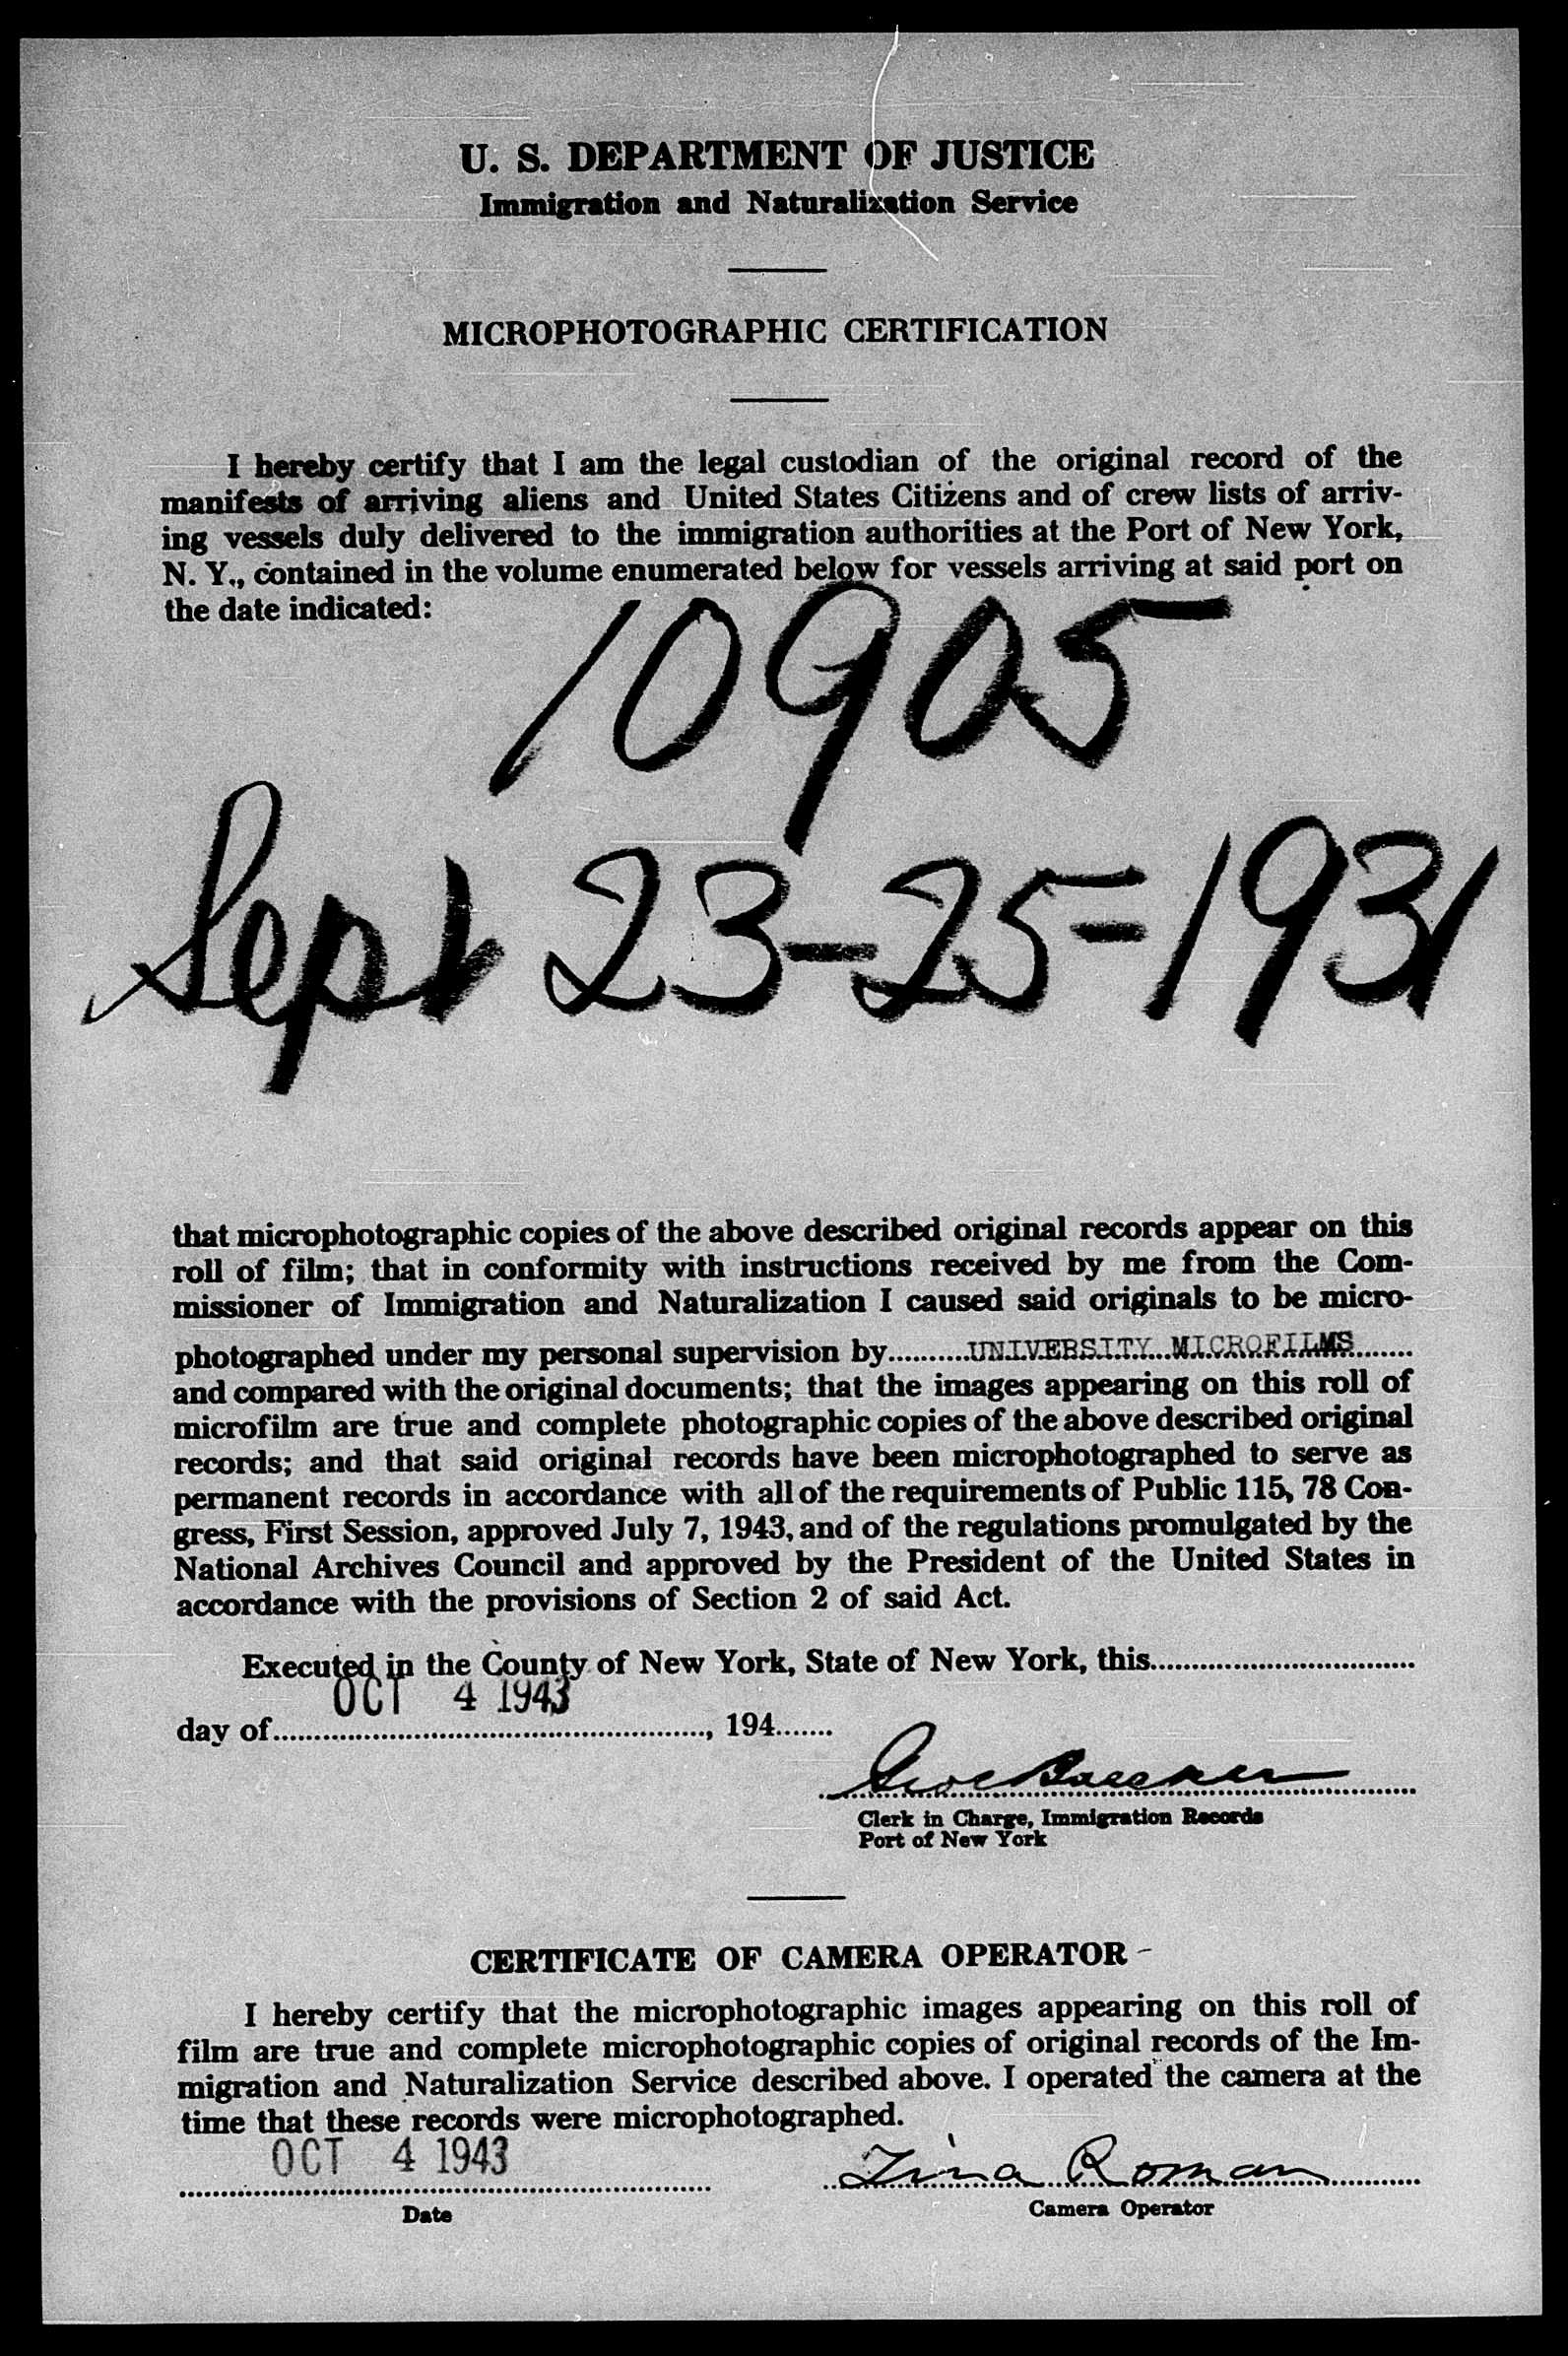 U. S. DEPARTMENT OF JUSTICE
Immigration and Naturalization Service
MICROPHOTOGRAPHIC CERTIFICATION
I hereby certify that I am the legal custodian of the original record of the
manifests of arriving aliens and United States Citizens and of crew lists of arriv-
ing vessels duly delivered to the immigration authorities at the Port of New York,
N. Y., contained in the volume enumerated below for vessels arriving at said port on
the date indicated:
10905
Sept 23-25=1931
that microphotographic copies of the above described original records appear on this
roll of film; that in conformity with instructions received by me from the Com-
missioner of Immigration and Naturalization I caused said originals to be micro-
photographed under my personal supervision by..........UNIVERSITY MICROFILMS........
and compared with the original documents; that the images appearing on this roll of
microfilm are true and complete photographic copies of the above described original
records; and that said original records have been microphotographed to serve as
permanent records in accordance with all of the requirements of Public 115, 78 Con-
gress, First Session, approved July 7, 1943, and of the regulations promulgated by the
National Archives Council and approved by the President of the United States in
accordance with the provisions of Section 2 of said Act.
Executed in the County of New York, State of New York, this................................
OCT 4 1943
day of......................................................, 194.......
Clerk in Charge, Immigration Records
Port of New York
CERTIFICATE OF CAMERA OPERATOR -
I hereby certify that the microphotographic images appearing on this roll of
film are true and complete microphotographic copies of original records of the Im-
migration and Naturalization Service described above. I operated the camera at the
time that these records were microphotographed.
OCT 4 1943 Tina Roman
Date Camera Operator